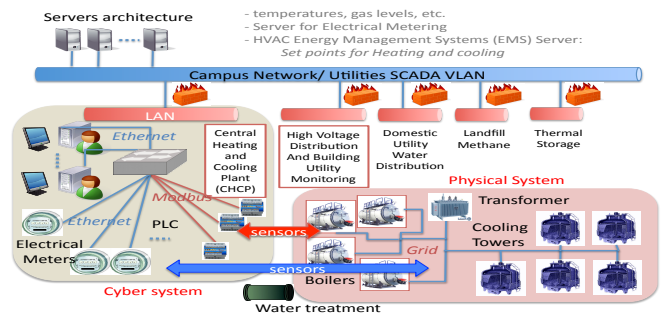 Servers architecture
- temperatures, gas levels, etc.
- Server for Electrical Metering
- HVAC Energy Management Systems (EMS) Server:
Set points for Heating and cooling
Campus Network/ Utilities SCADA VLAN
LAN
Ethernet
Central
Heating
and
Cooling
Plant
(CHCP)
High Voltage
Distribution
And Building
Utility
Monitoring
Domestic
Utility
Water
Distribution
Landfill
Methane
Thermal
Storage
Physical System
Modbus
Ethernet
PLC
Electrical
Meters
sensors
Transformer
Cooling
Towers
Grid
sensors
Boilers
Cyber system
Water treatment